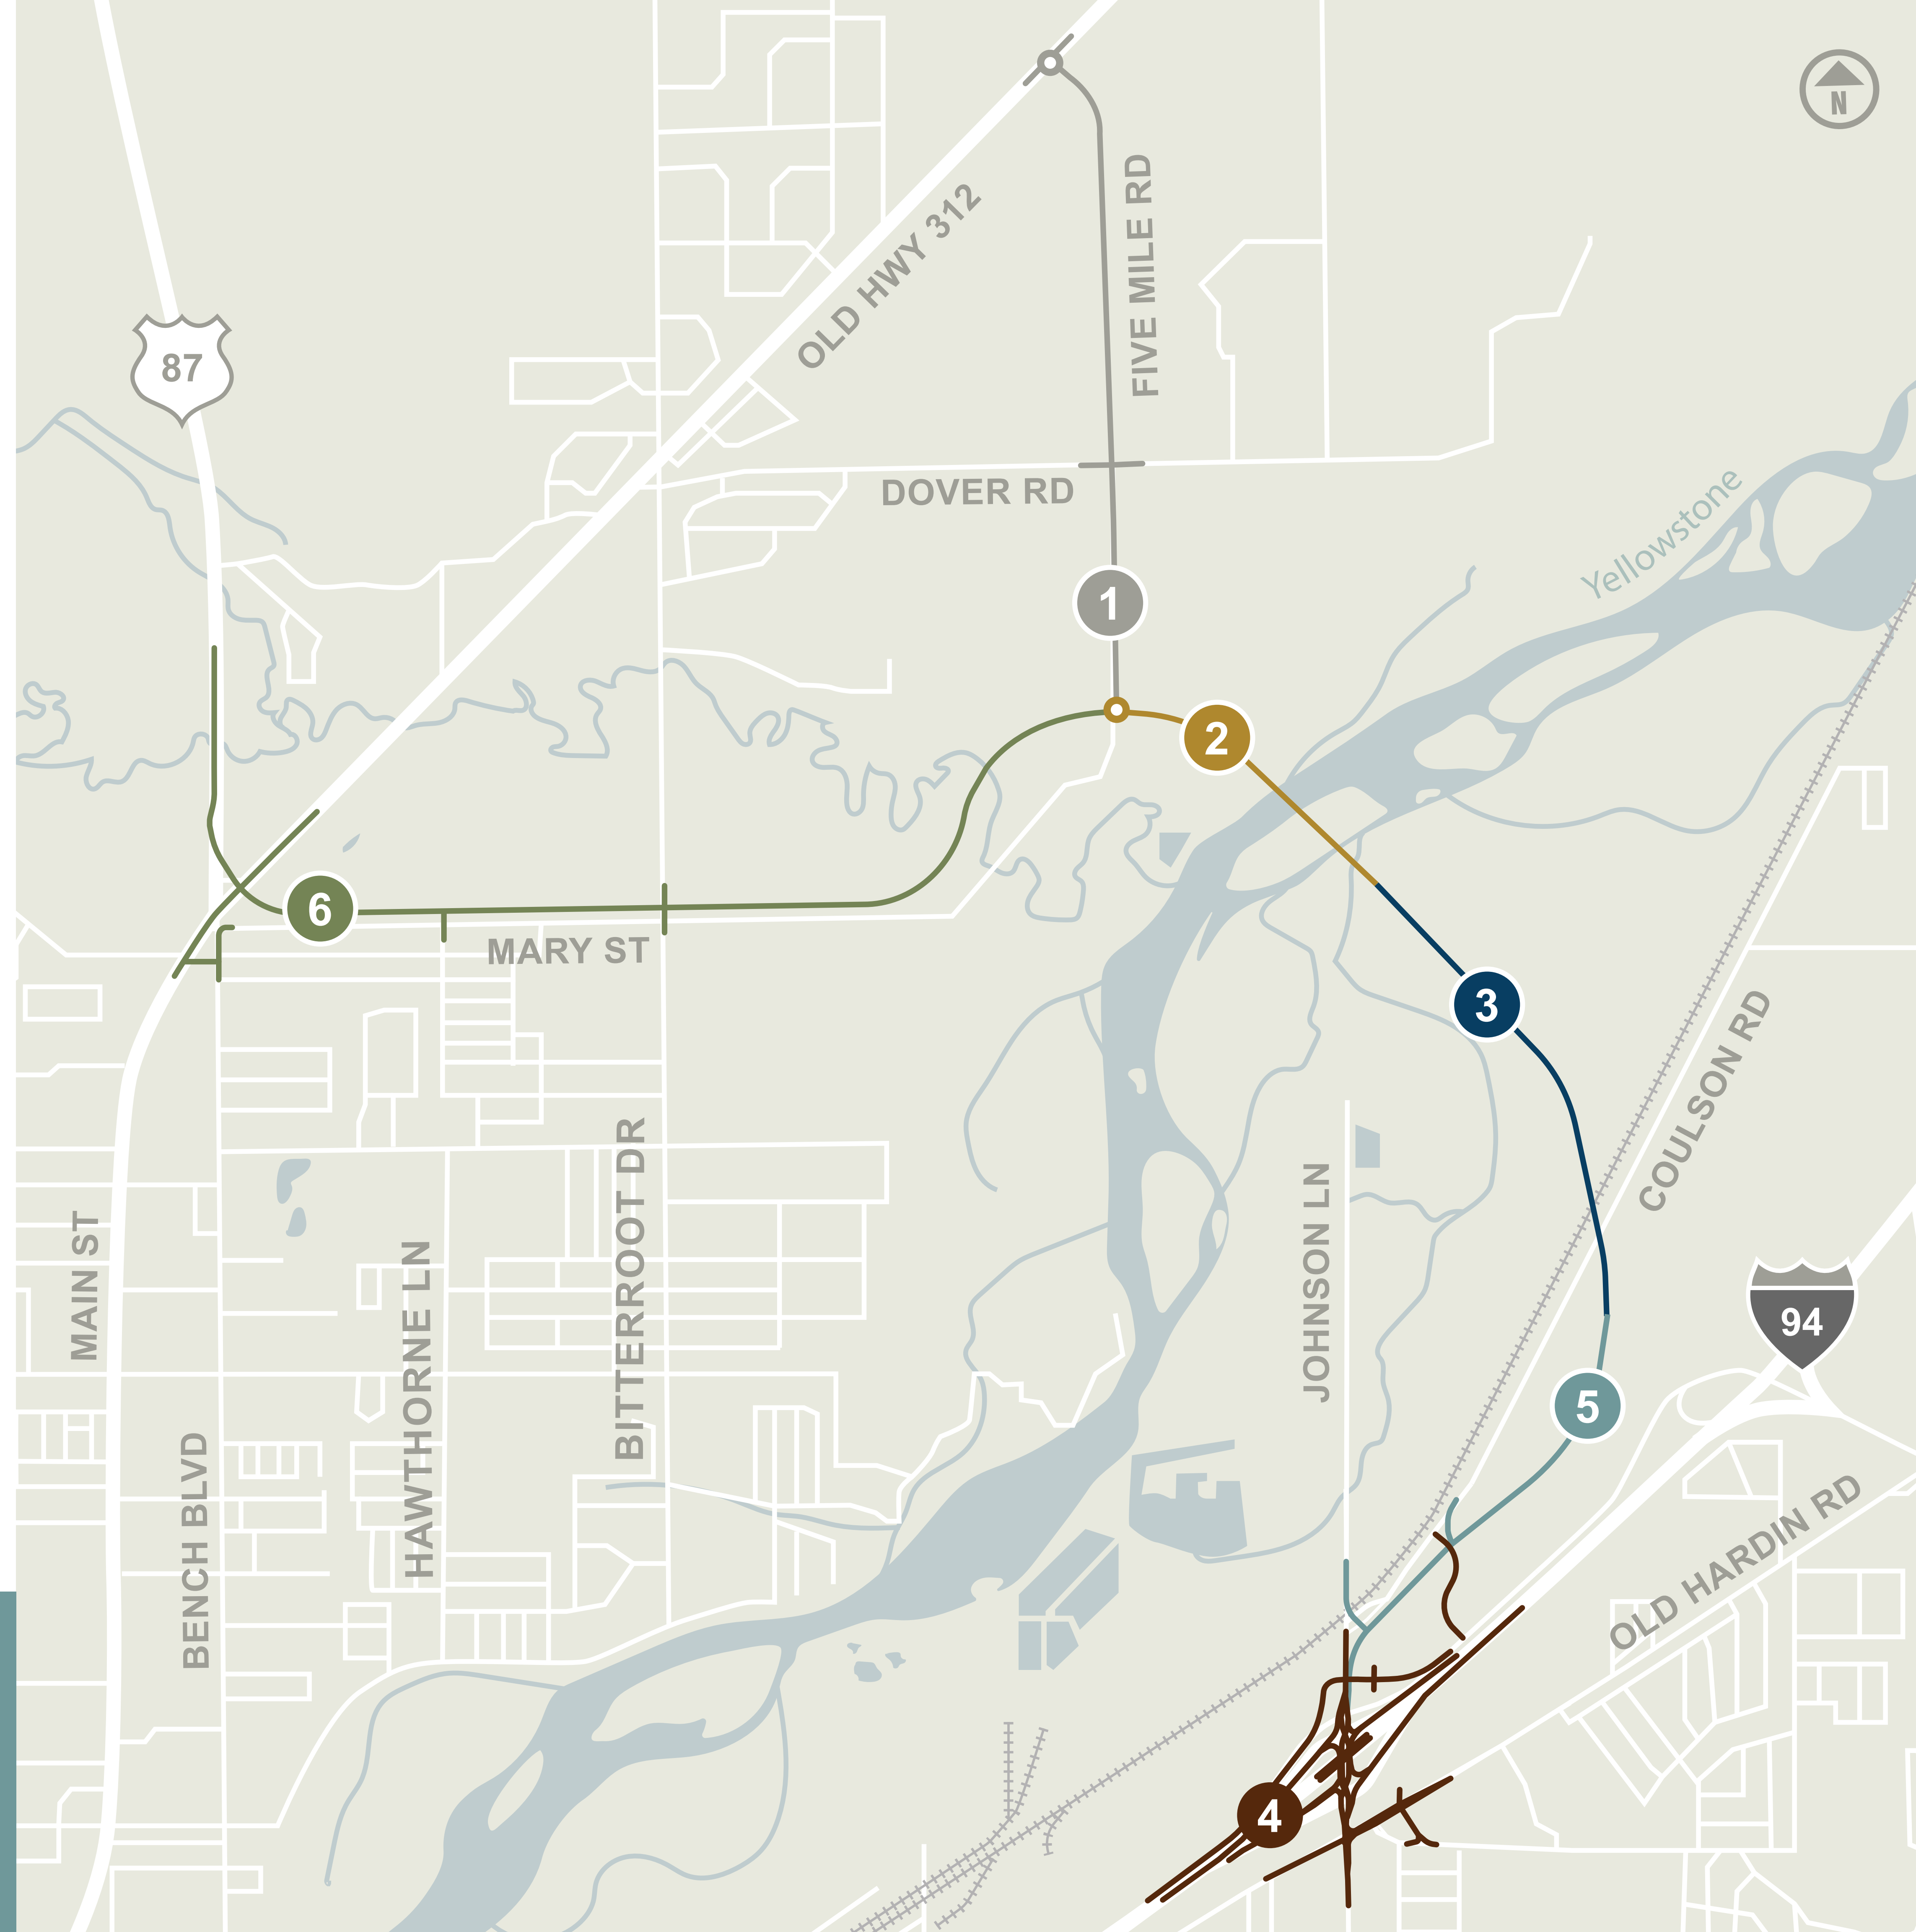 N
OLD HWY 312
FIVE MILE RD
87
DOVER RD
Yellowstone
1
2
6
MARY ST
3
COULSON RD
JOHNSON LN
MAIN ST
HAWTHORNE LN
BITTERROOT DR
94
5
BENCH BLVD
OLD HARDIN RD
4